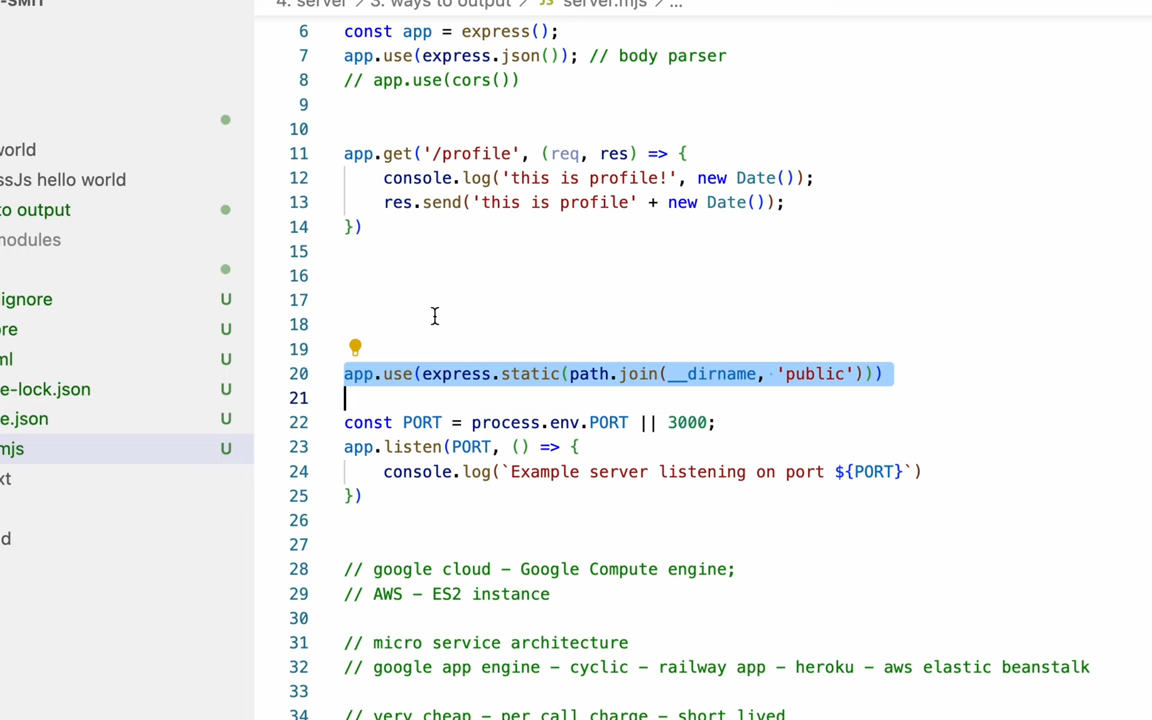 4. server > 3. ways to output > JS server.mjs > ...
-SMIT
world
ssJs hello world
to output
modules
ignore U
ore U
ml U
e-lock.json U
e.json U
mjs U
xt
d
6 const app = express();
7 app.use(express.json()); // body parser
8 // app.use(cors())
9
10
11 app.get('/profile', (req, res) => {
12 console.log('this is profile!', new Date());
13 res.send('this is profile' + new Date());
14 })
15
16
17
18
19
20 app.use(express.static(path.join(__dirname, 'public')))
21
22 const PORT = process.env.PORT || 3000;
23 app.listen(PORT, () => {
24 console.log(`Example server listening on port ${PORT}`)
25 })
26
27
28 // google cloud - Google Compute engine;
29 // AWS - ES2 instance
30
31 // micro service architecture
32 // google app engine - cyclic - railway app - heroku - aws elastic beanstalk
33
34 // very cheap - per call charge - short lived